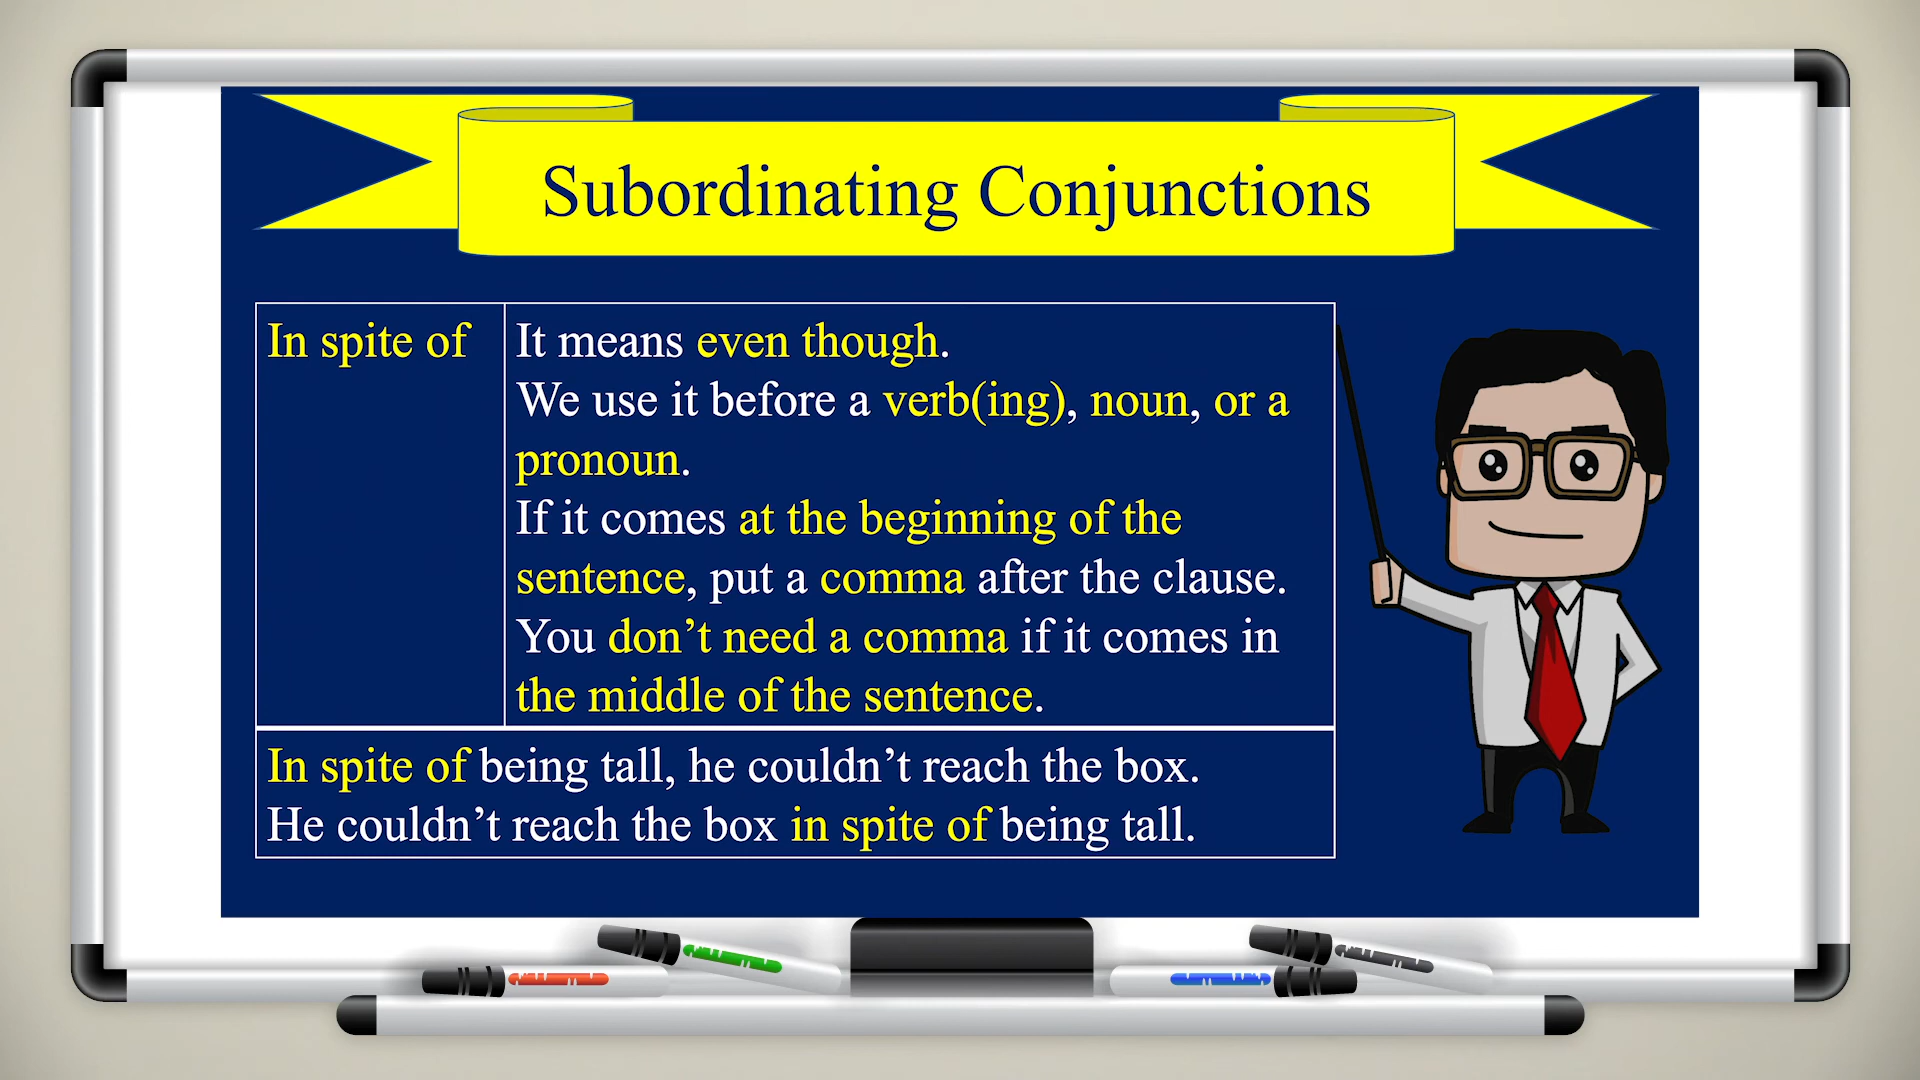 Subordinating Conjunctions
In spite of
It means even though.
We use it before a verb(ing), noun, or a
pronoun.
If it comes at the beginning of the
sentence, put a comma after the clause.
You don’t need a comma if it comes in
the middle of the sentence.
In spite of being tall, he couldn’t reach the box.
He couldn’t reach the box in spite of being tall.